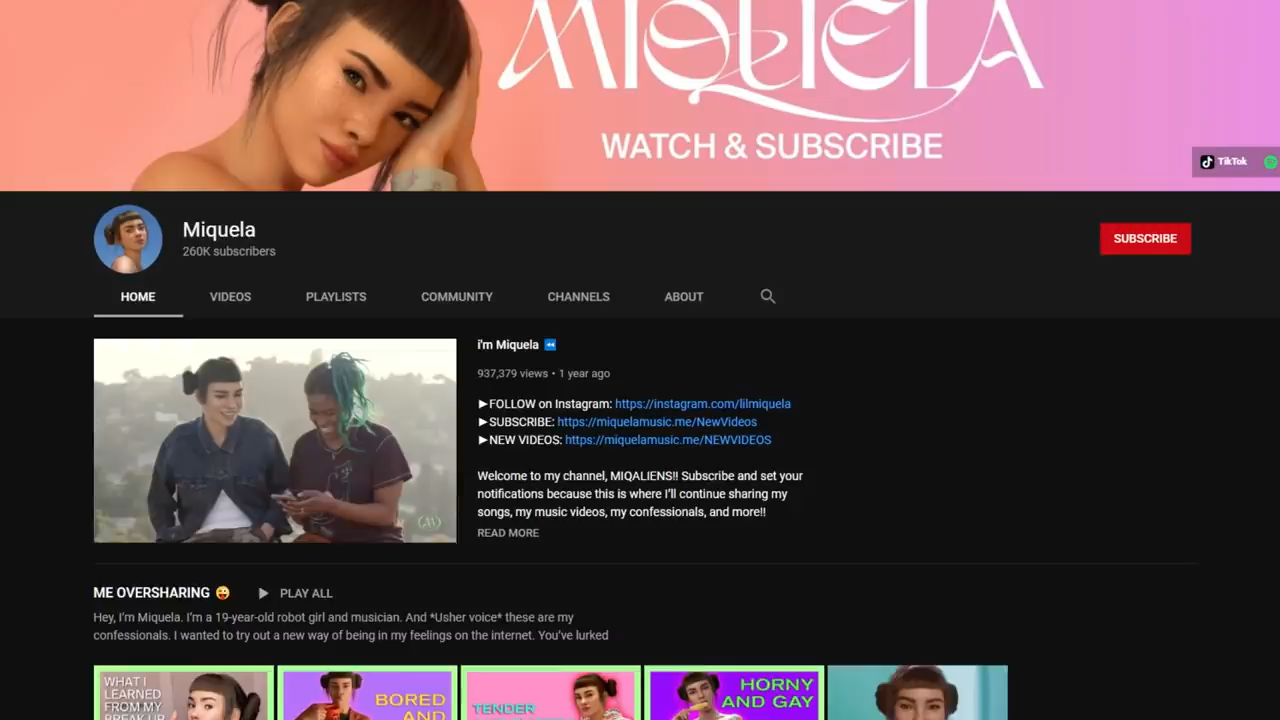 MIQUELA
WATCH & SUBSCRIBE
TikTok
Miquela
260K subscribers
SUBSCRIBE
HOME
VIDEOS
PLAYLISTS
COMMUNITY
CHANNELS
ABOUT
i'm Miquela
937,379 views • 1 year ago
►FOLLOW on Instagram: https://instagram.com/lilmiquela
►SUBSCRIBE: https://miquelamusic.me/NewVideos
►NEW VIDEOS: https://miquelamusic.me/NEWVIDEOS
Welcome to my channel, MIQALIENS!! Subscribe and set your
notifications because this is where I'll continue sharing my
songs, my music videos, my confessionals, and more!!
READ MORE
ME OVERSHARING 😜
PLAY ALL
Hey, I'm Miquela. I'm a 19-year-old robot girl and musician. And *Usher voice* these are my
confessionals. I wanted to try out a new way of being in my feelings on the internet. You've lurked
WHAT I
LEARNED
FROM MY
BREAK UP
BORED
AND
TENDER
HORNY
AND GAY